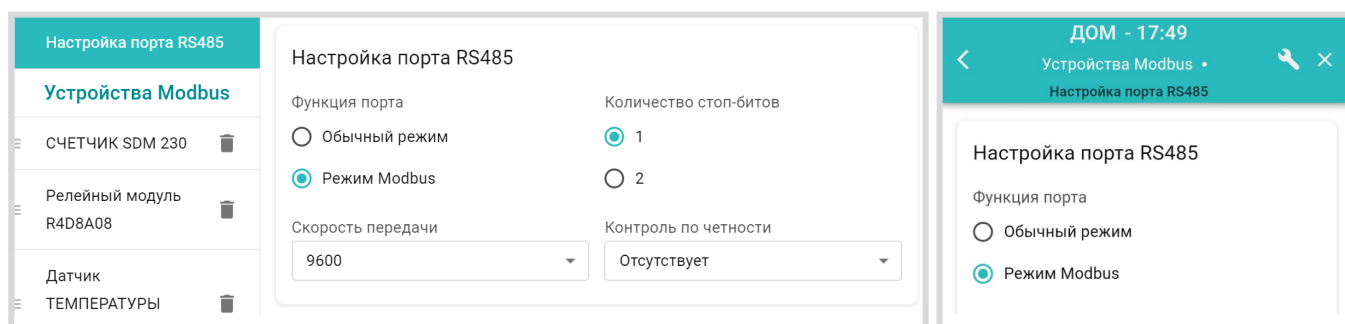 Настройка порта RS485
Устройства Modbus
СЧЕТЧИК SDM 230
Релейный модуль
R4D8A08
Датчик
ТЕМПЕРАТУРЫ
Настройка порта RS485
Функция порта
Обычный режим
Режим Modbus
Количество стоп-битов
1
2
Скорость передачи
9600
Контроль по четности
Отсутствует
ДОМ - 17:49
Устройства Modbus •
Настройка порта RS485
Настройка порта RS485
Функция порта
Обычный режим
Режим Modbus